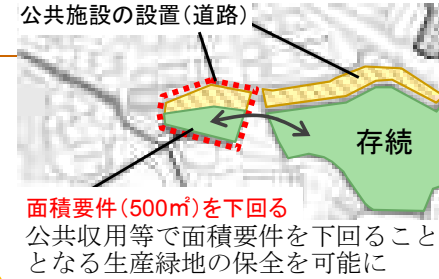 公共施設の設置（道路）
存続
面積要件（500㎡）を下回る
公共収用等で面積要件を下回ること
となる生産緑地の保全を可能に